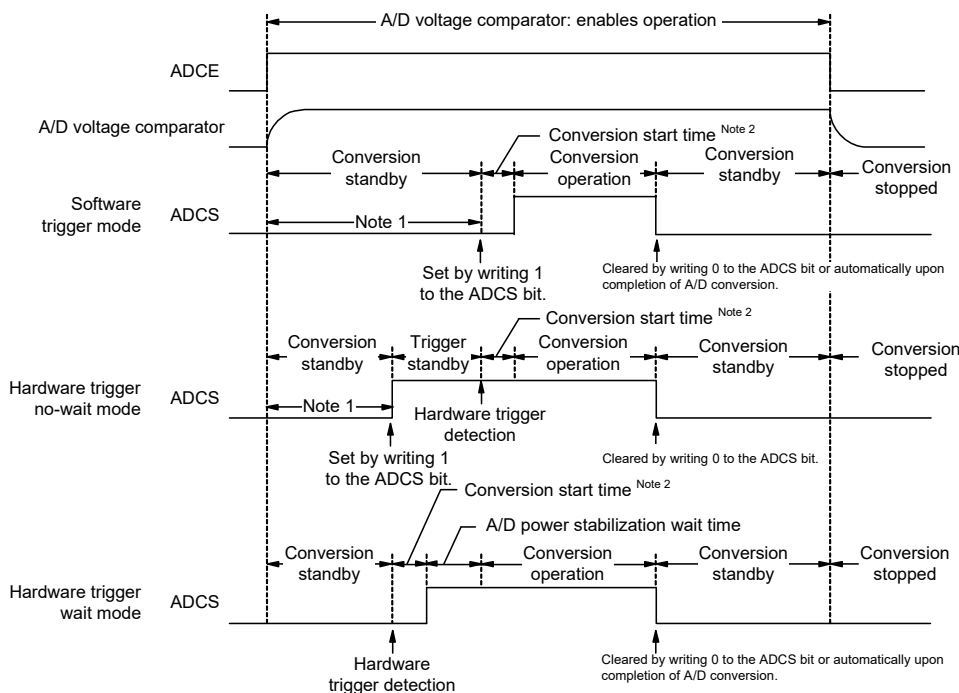 A/D voltage comparator: enables operation
ADCE
A/D voltage comparator
Conversion start time Note 2
Conversion
standby
Conversion
operation
Conversion
standby
Conversion
stopped
Software
trigger mode
ADCS
Note 1
Set by writing 1
to the ADCS bit.
Cleared by writing 0 to the ADCS bit or automatically upon
completion of A/D conversion.
Conversion start time Note 2
Conversion
standby
Trigger
standby
Conversion
operation
Conversion
standby
Conversion
stopped
Hardware trigger
no-wait mode
ADCS
Note 1
Hardware trigger
detection
Set by writing 1
to the ADCS bit.
Cleared by writing 0 to the ADCS bit.
Conversion start time Note 2
A/D power stabilization wait time
Conversion
standby
Conversion
operation
Conversion
standby
Conversion
stopped
Hardware trigger
wait mode
ADCS
Hardware
trigger detection
Cleared by writing 0 to the ADCS bit or automatically upon
completion of A/D conversion.